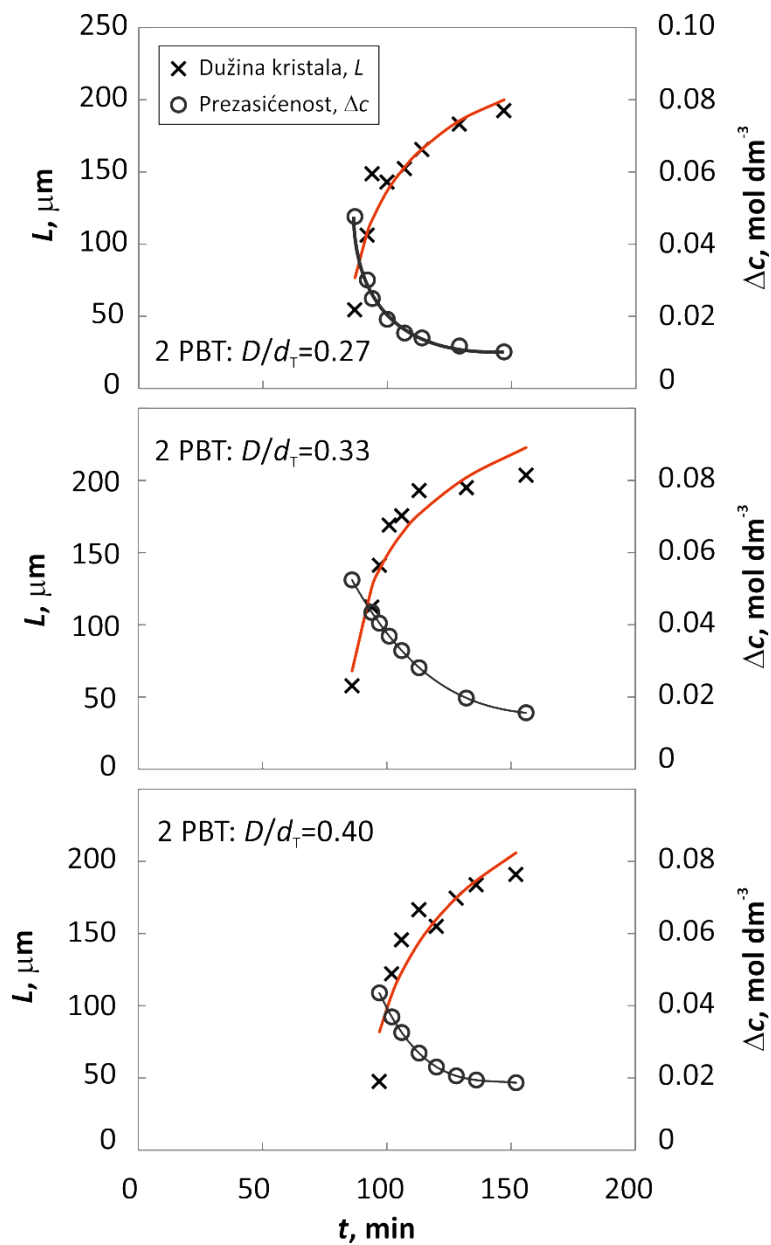 250
200
150
100
50
0
L, μm
Dužina kristala, L
Prezasićenost, Δc
2 PBT: D/dT=0.27
0.10
0.08
0.06
0.04
0.02
0
Δc, mol dm-3
200
150
100
50
0
L, μm
2 PBT: D/dT=0.33
0.08
0.06
0.04
0.02
0
Δc, mol dm-3
200
150
100
50
0
L, μm
2 PBT: D/dT=0.40
0.08
0.06
0.04
0.02
0
Δc, mol dm-3
0 50 100 150 200
t, min